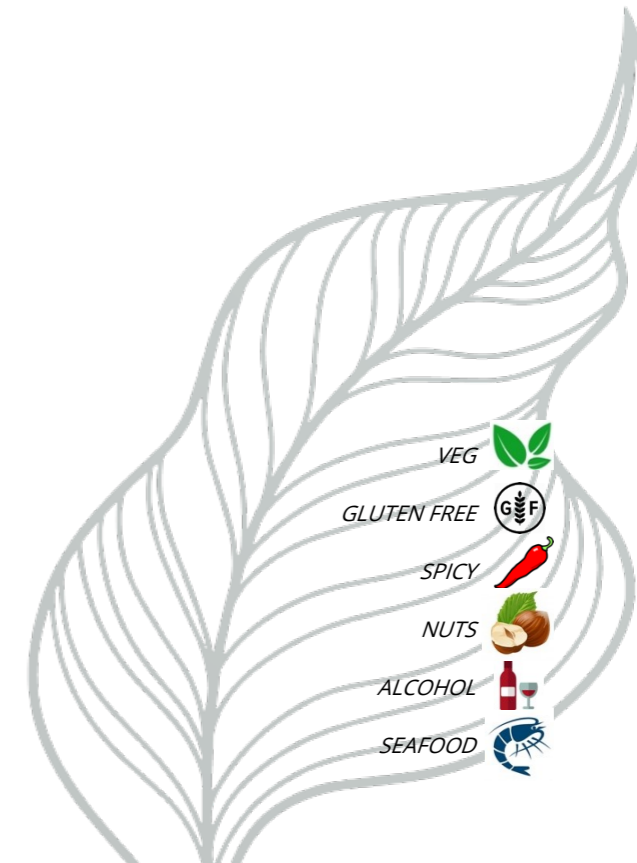 VEG
GLUTEN FREE
G F
SPICY
NUTS
ALCOHOL
SEAFOOD